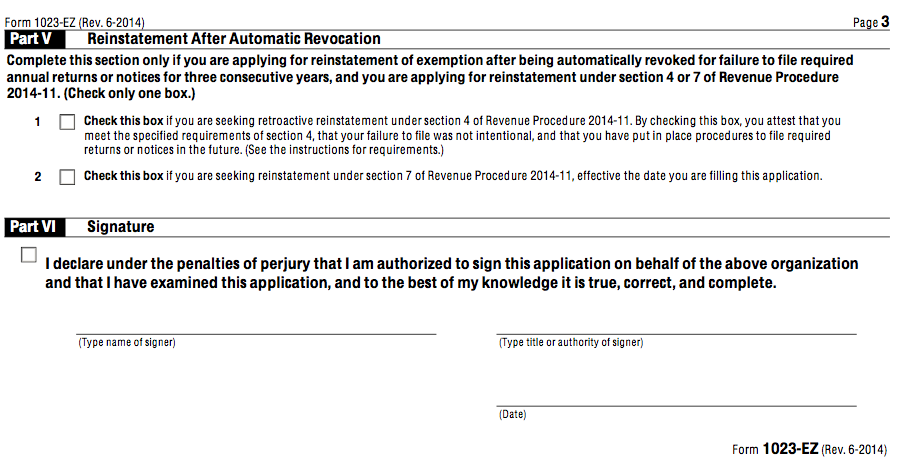 Form 1023-EZ (Rev. 6-2014) Page 3
Part V Reinstatement After Automatic Revocation
Complete this section only if you are applying for reinstatement of exemption after being automatically revoked for failure to file required
annual returns or notices for three consecutive years, and you are applying for reinstatement under section 4 or 7 of Revenue Procedure
2014-11. (Check only one box.)
1 Check this box if you are seeking retroactive reinstatement under section 4 of Revenue Procedure 2014-11. By checking this box, you attest that you
meet the specified requirements of section 4, that your failure to file was not intentional, and that you have put in place procedures to file required
returns or notices in the future. (See the instructions for requirements.)
2 Check this box if you are seeking reinstatement under section 7 of Revenue Procedure 2014-11, effective the date you are filling this application.
Part VI Signature
I declare under the penalties of perjury that I am authorized to sign this application on behalf of the above organization
and that I have examined this application, and to the best of my knowledge it is true, correct, and complete.
(Type name of signer) (Type title or authority of signer)
(Date)
Form 1023-EZ (Rev. 6-2014)